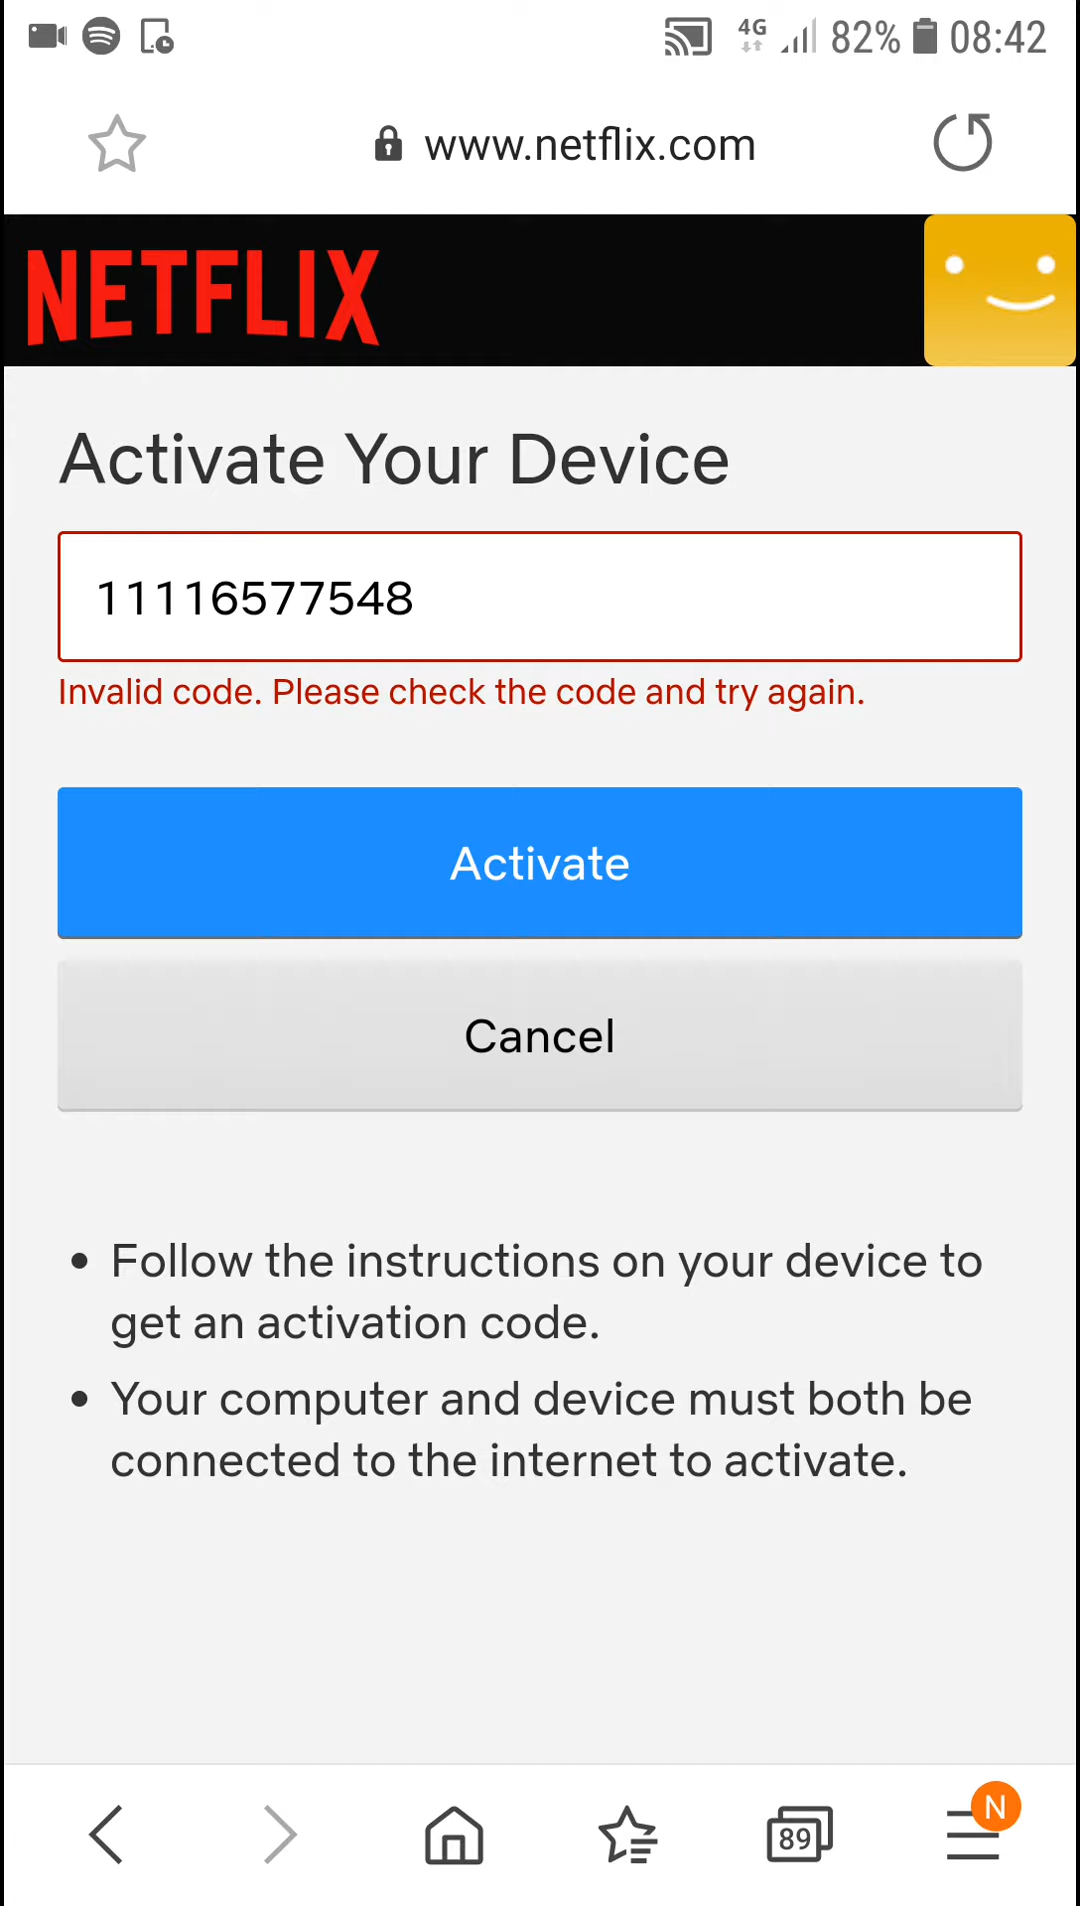 4G 82% 08:42
www.netflix.com
NETFLIX
Activate Your Device
11116577548
Invalid code. Please check the code and try again.
Activate
Cancel
• Follow the instructions on your device to
get an activation code.
• Your computer and device must both be
connected to the internet to activate.
89 N